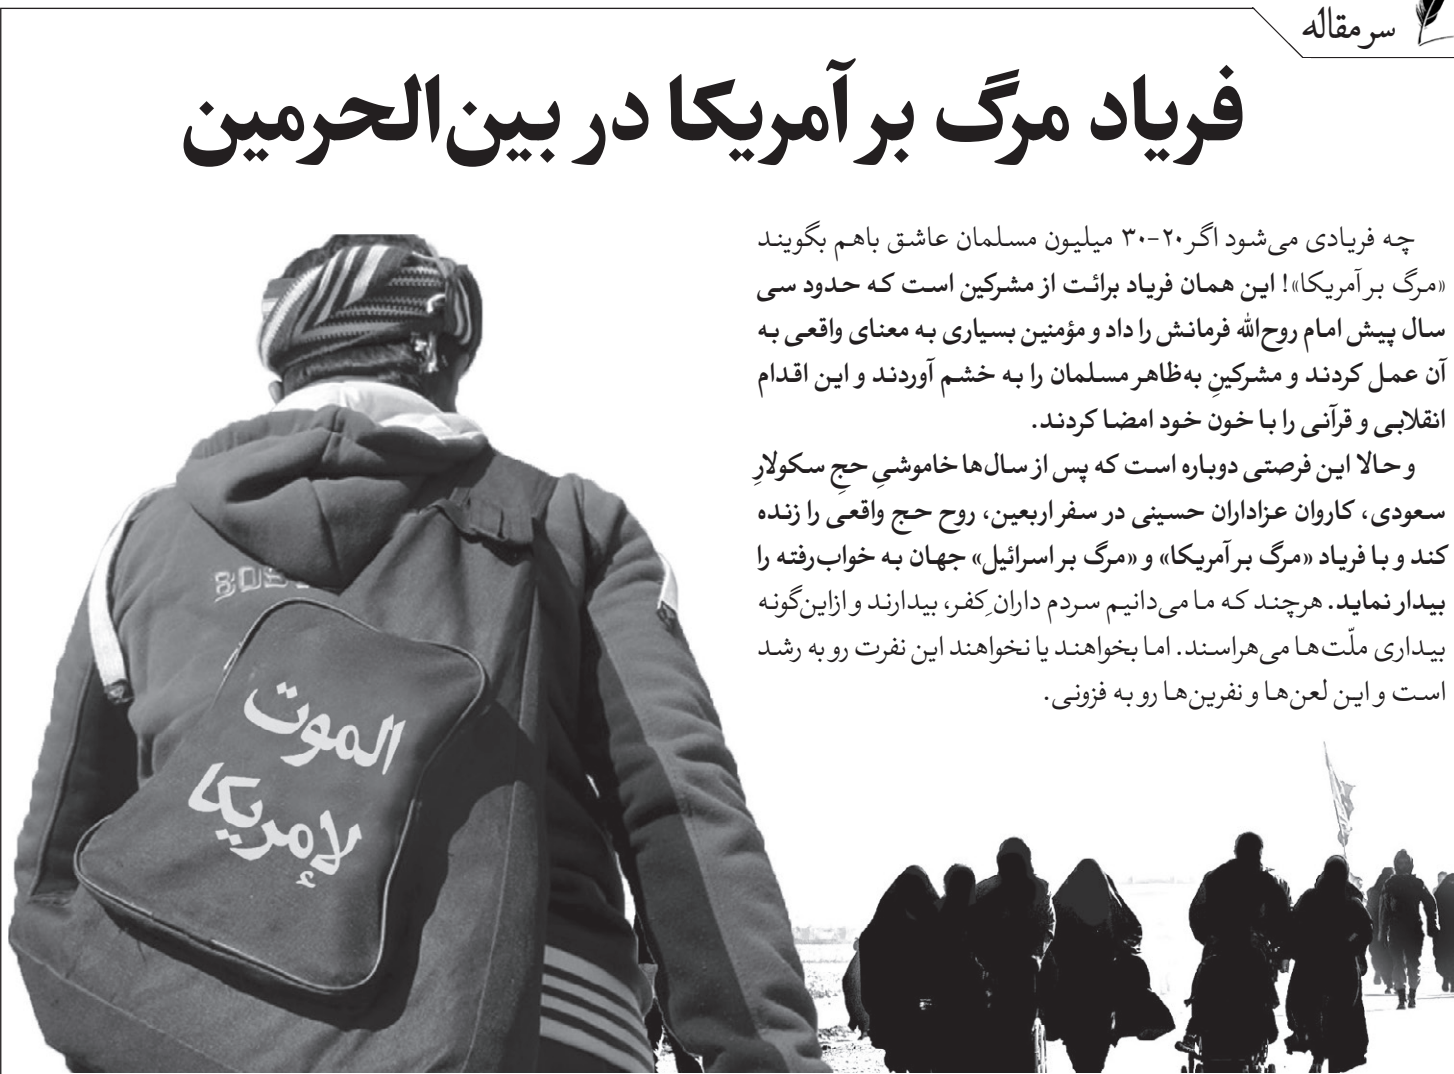 سرمقاله
فریاد مرگ بر آمریکا در بین‌الحرمین
چه فریادی می‌شود اگر ۲۰-۳۰ میلیون مسلمان عاشق باهم بگویند
«مرگ بر آمریکا»! این همان فریاد برائت از مشرکین است که حدود سی
سال پیش امام روح‌الله فرمانش را داد و مؤمنین بسیاری به معنای واقعی به
آن عمل کردند و مشرکینِ به‌ظاهر مسلمان را به خشم آوردند و این اقدام
انقلابی و قرآنی را با خون خود امضا کردند.
و حالا این فرصتی دوباره است که پس از سال‌ها خاموشیِ حجِ سکولارِ
سعودی، کاروان عزاداران حسینی در سفر اربعین، روح حج واقعی را زنده
کند و با فریاد «مرگ بر آمریکا» و «مرگ بر اسرائیل» جهان به خواب‌رفته را
بیدار نماید. هرچند که ما می‌دانیم سردم داران ِکفر، بیدارند و ازاین‌گونه
بیداری ملّت‌ها می‌هراسند. اما بخواهند یا نخواهند این نفرت رو به رشد
است و این لعن‌ها و نفرین‌ها رو به فزونی.
الموت
لإمریکا